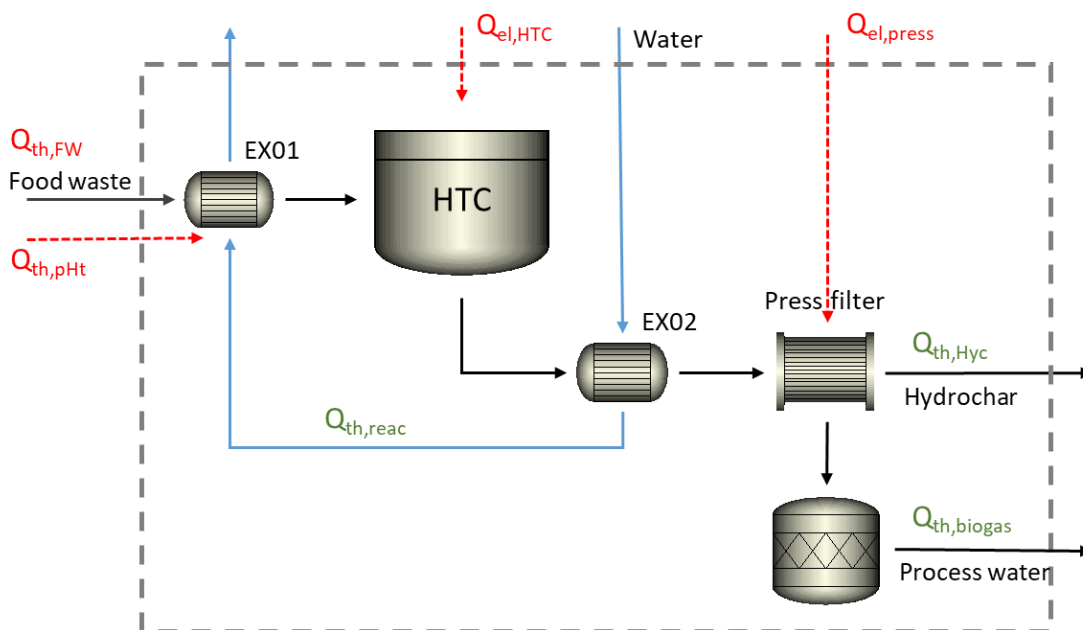 Q_el,HTC
Water
Q_el,press
Q_th,FW
Food waste
EX01
HTC
Q_th,pHt
Press filter
EX02
Q_th,Hyc
Hydrochar
Q_th,reac
Q_th,biogas
Process water